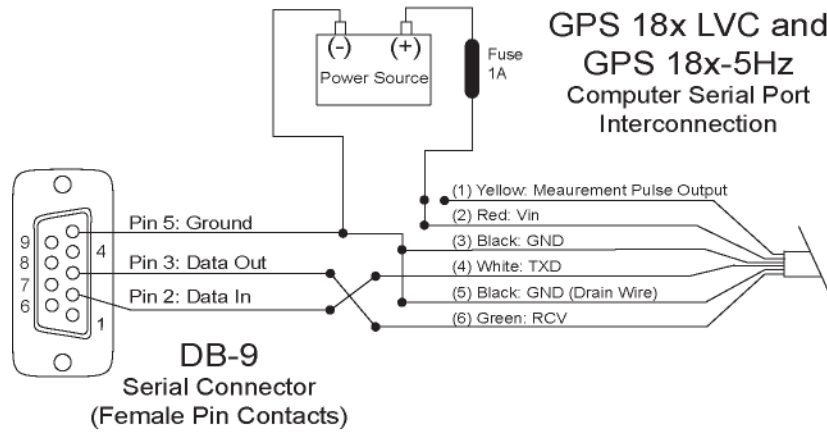 GPS 18x LVC and
GPS 18x-5Hz
Computer Serial Port
Interconnection
(-)
(+)
Power Source
Fuse
1A
(1) Yellow: Meaurement Pulse Output
(2) Red: Vin
(3) Black: GND
(4) White: TXD
(5) Black: GND (Drain Wire)
(6) Green: RCV
Pin 5: Ground
Pin 3: Data Out
Pin 2: Data In
9
8
7
6
4
1
DB-9
Serial Connector
(Female Pin Contacts)